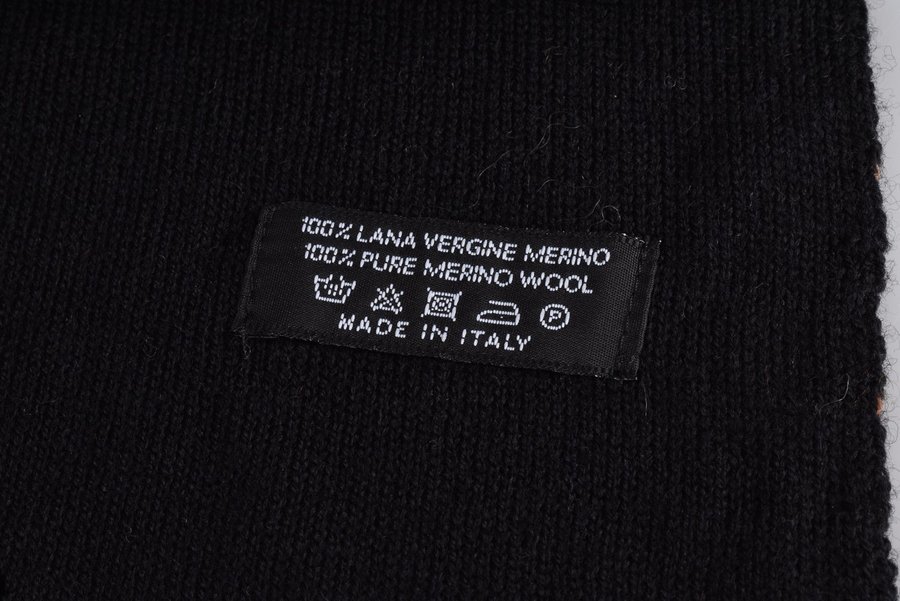 100% LANA VERGINE MERINO
100% PURE MERINO WOOL
P
MADE IN ITALY